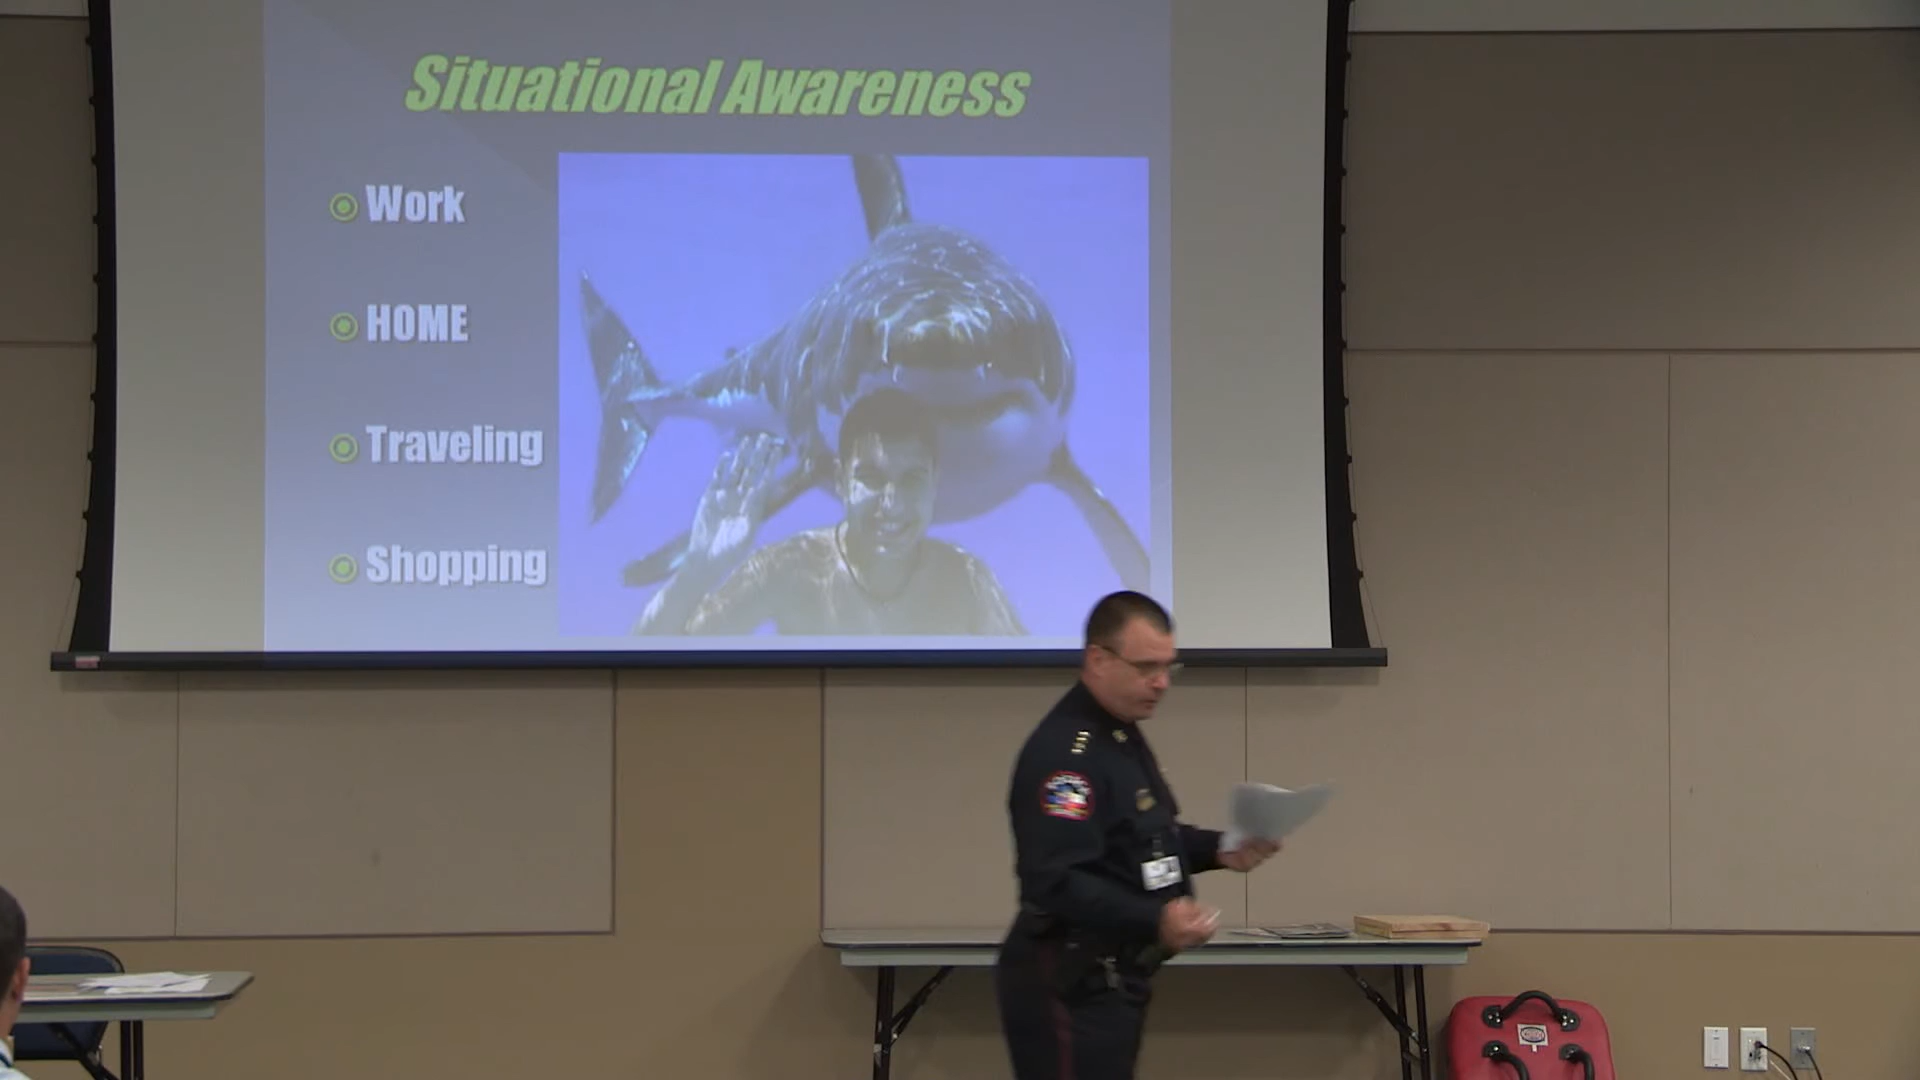 Situational Awareness
Work
HOME
Traveling
Shopping